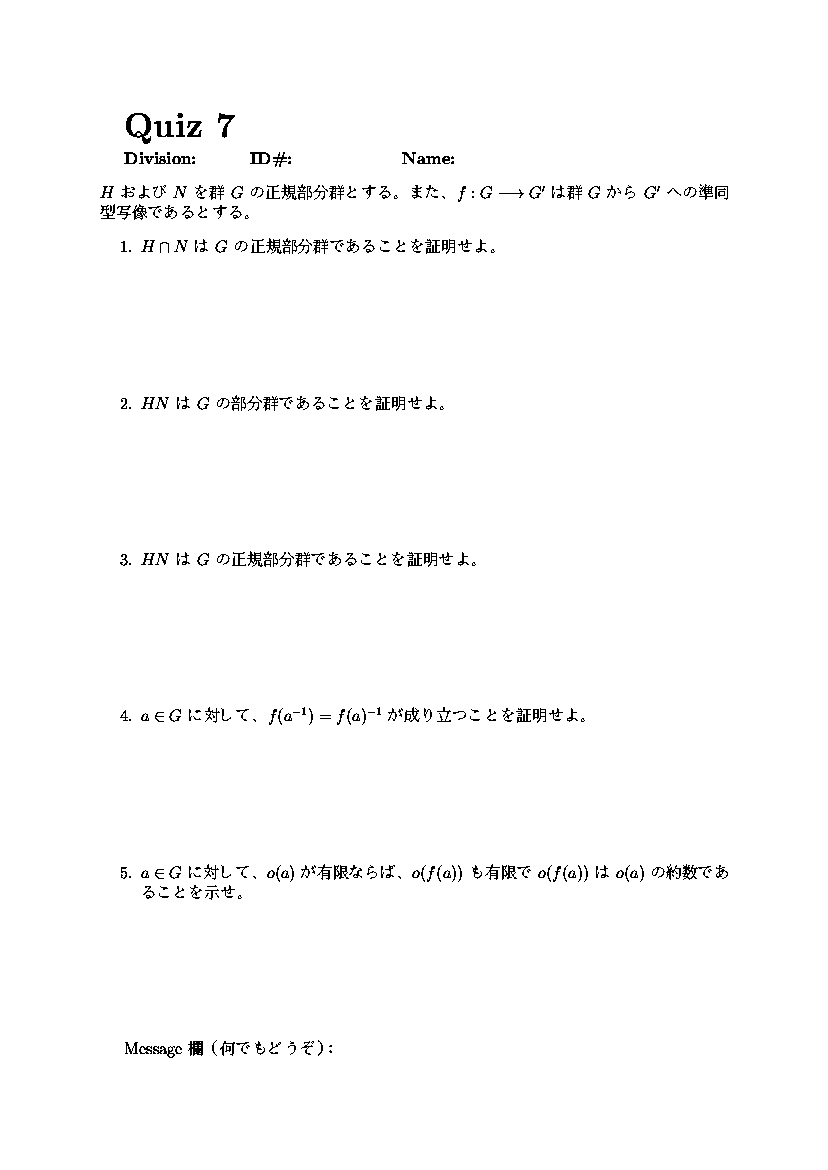 Quiz 7
Division: ID#: Name:
H および N を群 G の正規部分群とする。また、f : G ⟶ G′ は群 G から G′ への準同
型写像であるとする。
1. H ∩ N は G の正規部分群であることを証明せよ。
2. HN は G の部分群であることを証明せよ。
3. HN は G の正規部分群であることを証明せよ。
4. a ∈ G に対して、f(a⁻¹) = f(a)⁻¹ が成り立つことを証明せよ。
5. a ∈ G に対して、o(a) が有限ならば、o(f(a)) も有限で o(f(a)) は o(a) の約数であ
ることを示せ。
Message 欄（何でもどうぞ）：